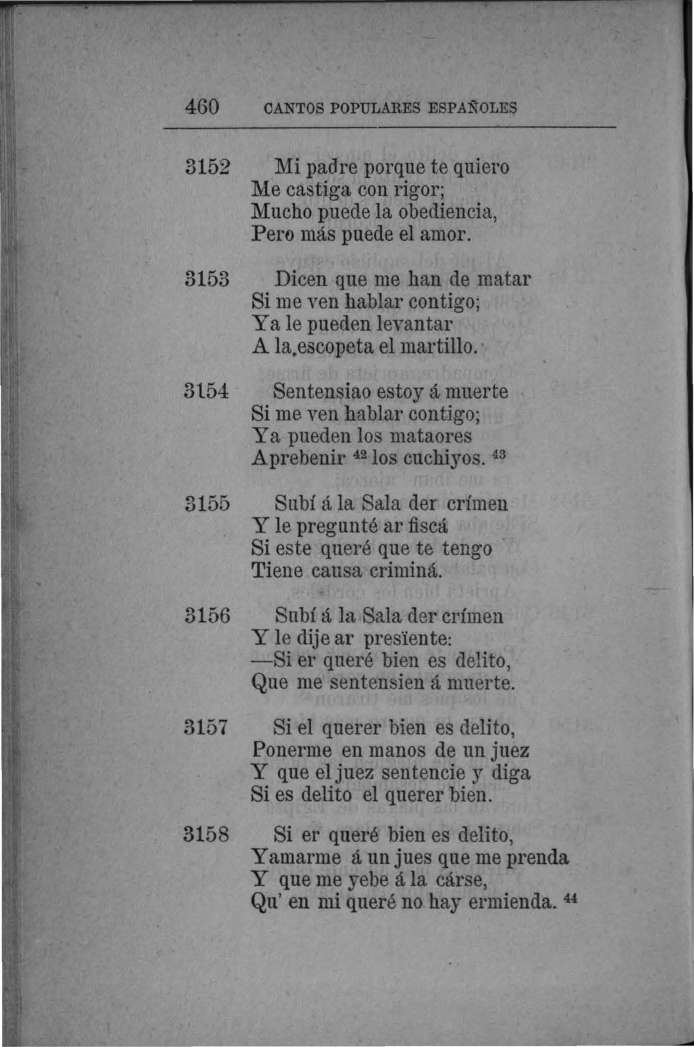 460 CANTOS POPULARES ESPAÑOLES
3152 Mi padre porque te quiero
Me castiga con rigor;
Mucho puede la obediencia,
Pero más puede el amor.
3153 Dicen que me han de matar
Si me ven hablar contigo;
Ya le pueden levantar
A la escopeta el martillo.
3154 Sentensiao estoy á muerte
Si me ven hablar contigo;
Ya pueden los mataores
Aprebenir 42 los cuchiyos. 43
3155 Subí á la Sala der crímen
Y le pregunté ar fiscá
Si este queré que te tengo
Tiene causa criminá.
3156 Subí á la Sala der crímen
Y le dije ar presïente:
—Si er queré bien es delito,
Que me sentensien á muerte.
3157 Si el querer bien es delito,
Ponerme en manos de un juez
Y que el juez sentencie y diga
Si es delito el querer bien.
3158 Si er queré bien es delito,
Yamarme á un jues que me prenda
Y que me yebe á la cárse,
Qu' en mi queré no hay ermienda. 44